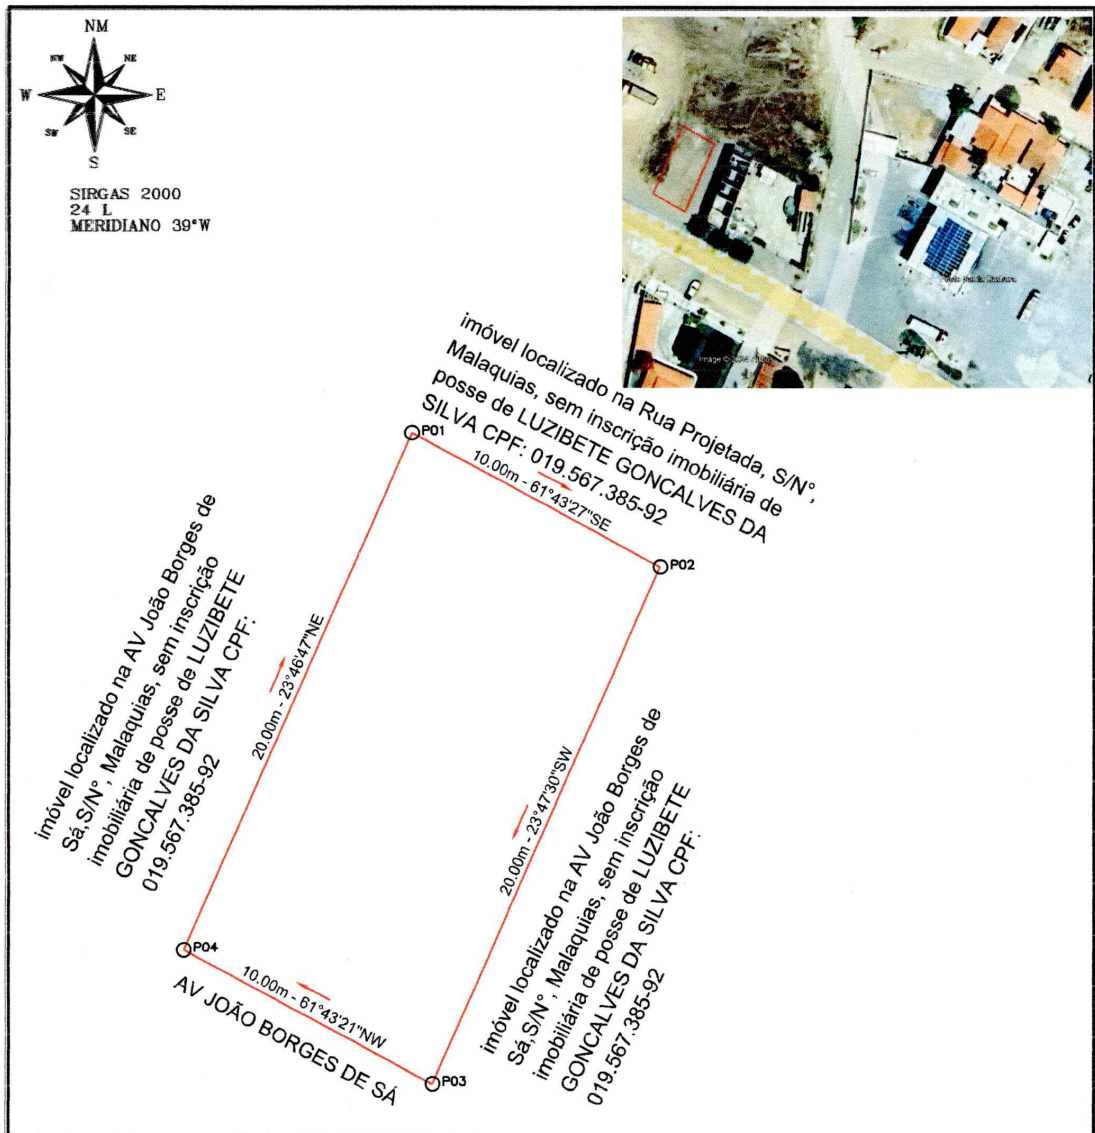 NM
NW
NE
W
E
SW
SE
S
SIRGAS 2000
24 L
MERIDIANO 39°W
Image © 2024 Airbus
imóvel localizado na Rua Projetada, S/N°,
Malaquias, sem inscrição imobiliária de
posse de LUZIBETE GONCALVES DA
SILVA CPF: 019.567.385-92
P01
10.00m - 61°43'27"SE
P02
imóvel localizado na AV João Borges de
Sá,S/N°, Malaquias, sem inscrição
imobiliária de posse de LUZIBETE
GONCALVES DA SILVA CPF:
019.567.385-92
20.00m - 23°46'47"NE
20.00m - 23°47'30"SW
imóvel localizado na AV João Borges de
Sá,S/N°, Malaquias, sem inscrição
imobiliária de posse de LUZIBETE
GONCALVES DA SILVA CPF:
019.567.385-92
P04
10.00m - 61°43'21"NW
AV JOÃO BORGES DE SÁ
P03